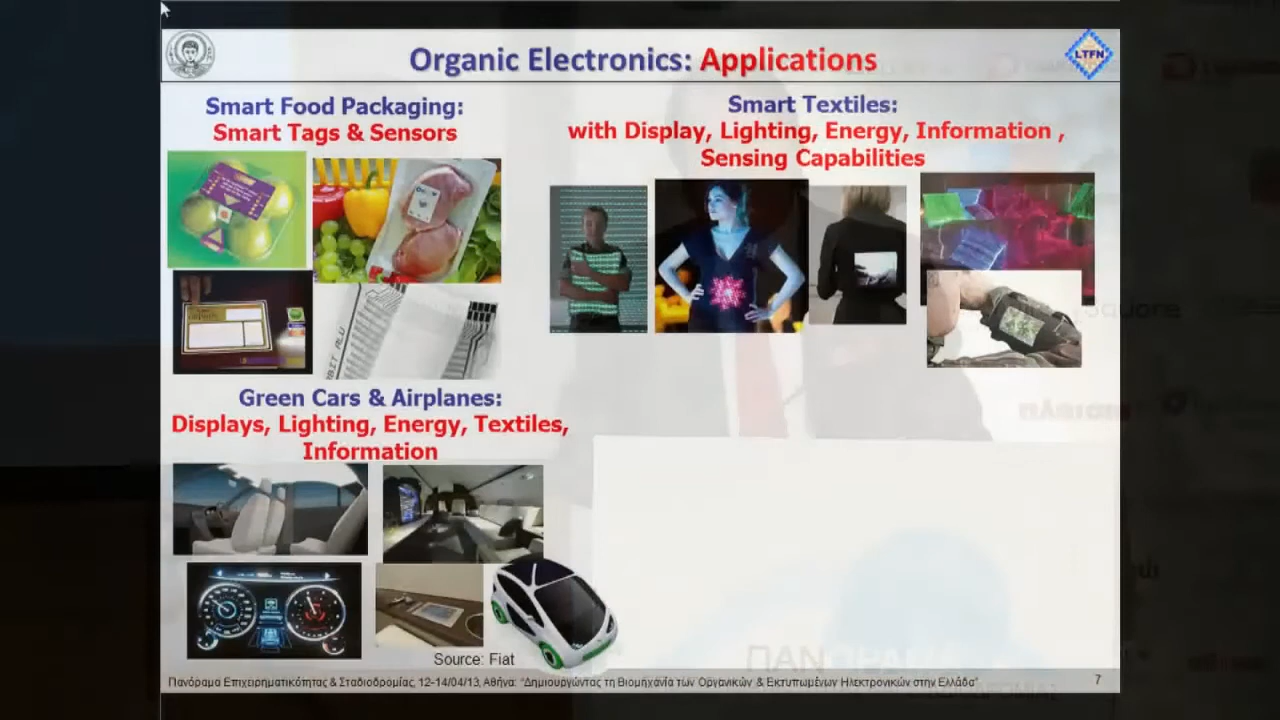 Organic Electronics: Applications
LTFN
Smart Food Packaging:
Smart Tags & Sensors
Smart Textiles:
with Display, Lighting, Energy, Information ,
Sensing Capabilities
Green Cars & Airplanes:
Displays, Lighting, Energy, Textiles,
Information
Source: Fiat
Πανόραμα Επιχειρηματικότητας & Σταδιοδρομίας, 12-14/04/13, Αθήνα: "Δημιουργώντας τη Βιομηχανία των Οργανικών & Εκτυπωμένων Ηλεκτρονικών στην Ελλάδα"
7